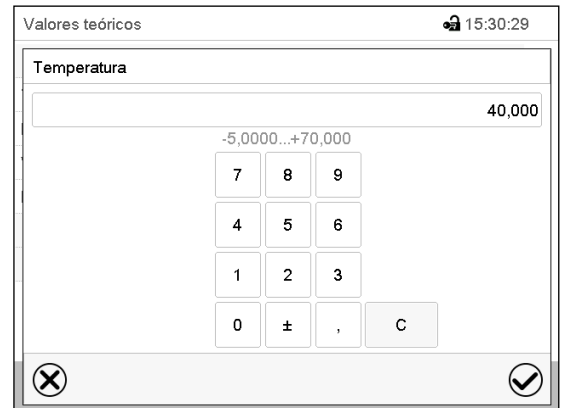 Valores teóricos 15:30:29
Temperatura
40,000
-5,0000...+70,000
7 8 9
4 5 6
1 2 3
0 ± , C